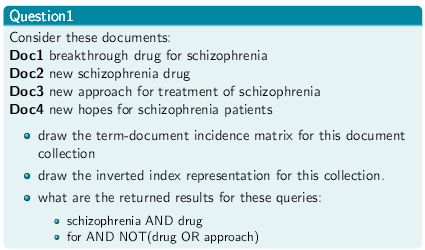 Question1
Consider these documents:
Doc1 breakthrough drug for schizophrenia
Doc2 new schizophrenia drug
Doc3 new approach for treatment of schizophrenia
Doc4 new hopes for schizophrenia patients
draw the term-document incidence matrix for this document
collection
draw the inverted index representation for this collection.
what are the returned results for these queries:
schizophrenia AND drug
for AND NOT(drug OR approach)